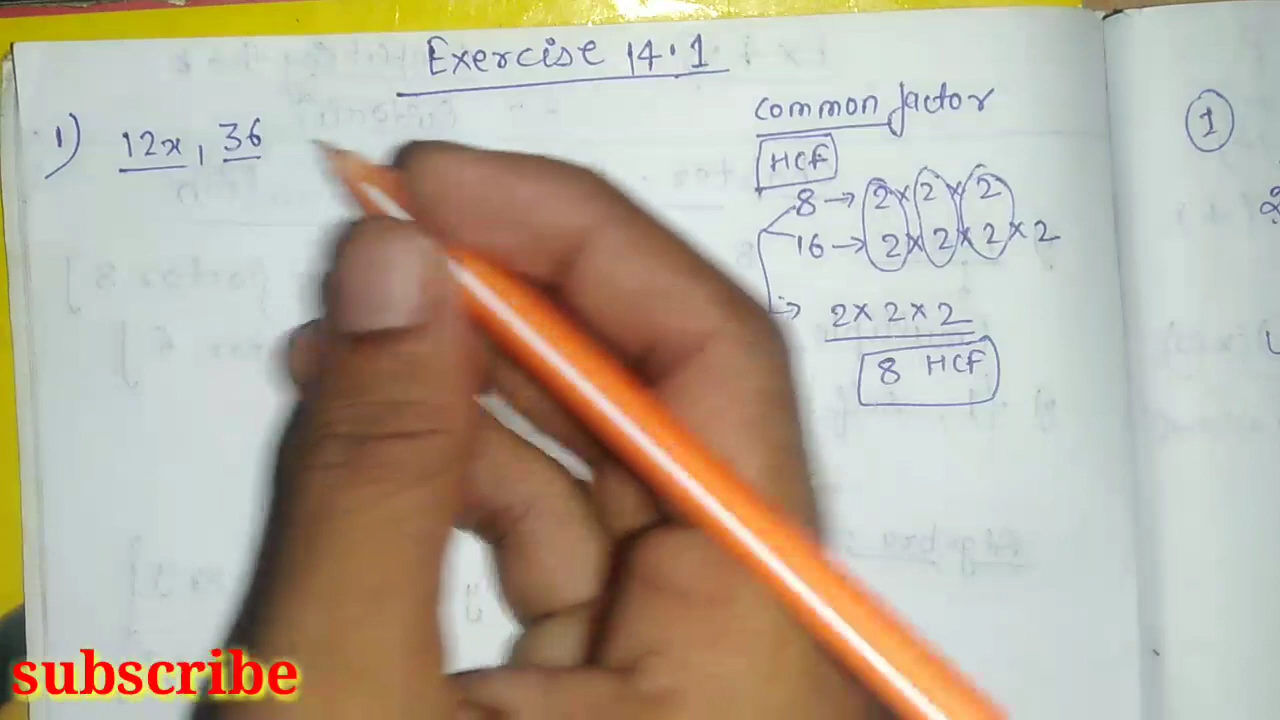 Exercise 14.1
1) 12x, 36
common factor
HCF
8 → 2 × 2 × 2
16 → 2 × 2 × 2 × 2
→ 2 × 2 × 2
8 HCF
1
subscribe